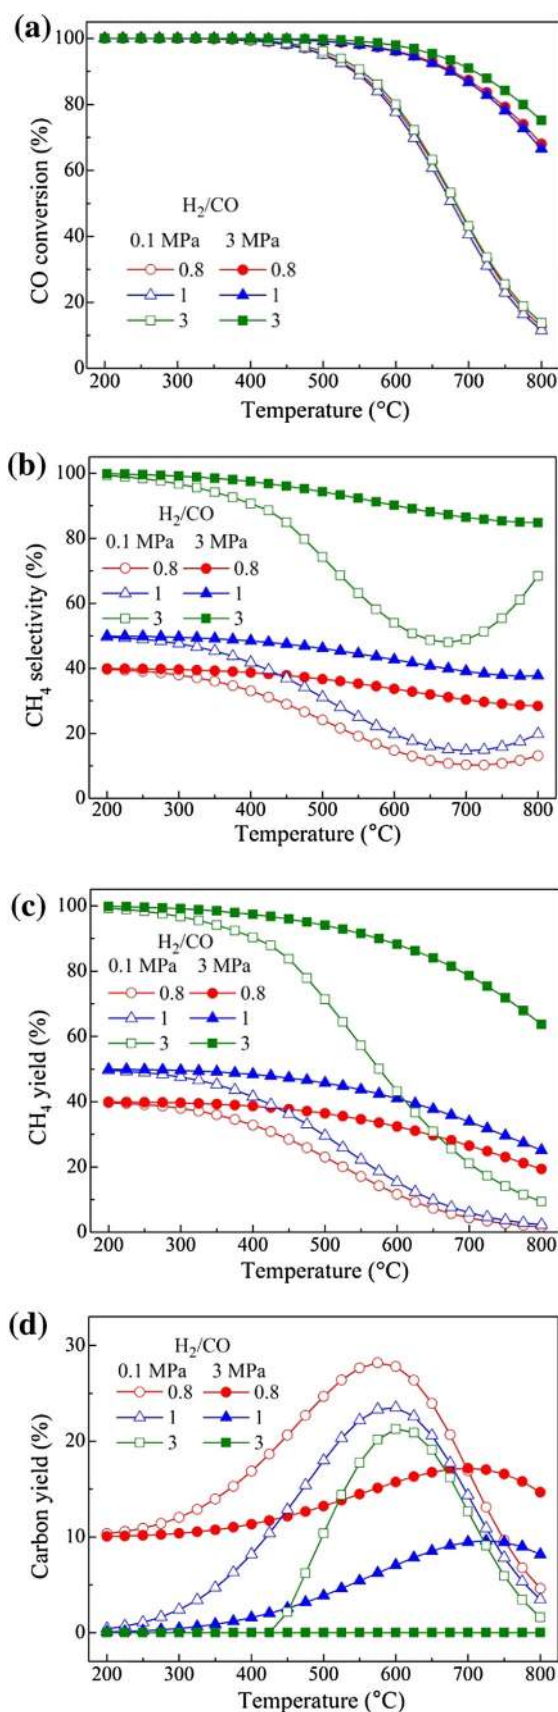 (a)
100
80
60
40
20
0
CO conversion (%)
H₂/CO
0.1 MPa 3 MPa
0.8 0.8
1 1
3 3
200 300 400 500 600 700 800
Temperature (°C)
(b)
100
80
60
40
20
0
CH₄ selectivity (%)
H₂/CO
0.1 MPa 3 MPa
0.8 0.8
1 1
3 3
200 300 400 500 600 700 800
Temperature (°C)
(c)
100
80
60
40
20
0
CH₄ yield (%)
H₂/CO
0.1 MPa 3 MPa
0.8 0.8
1 1
3 3
200 300 400 500 600 700 800
Temperature (°C)
(d)
30
20
10
0
Carbon yield (%)
H₂/CO
0.1 MPa 3 MPa
0.8 0.8
1 1
3 3
200 300 400 500 600 700 800
Temperature (°C)